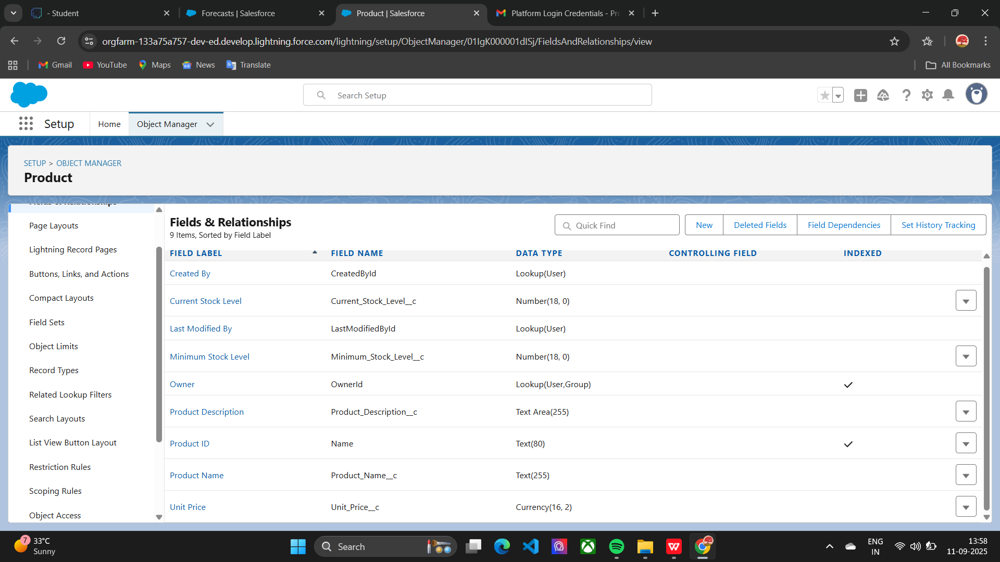 - Student
Forecasts | Salesforce
Product | Salesforce
Platform Login Credentials - Pr
orgfarm-133a75a757-dev-ed.develop.lightning.force.com/lightning/setup/ObjectManager/01IgK000001dISj/FieldsAndRelationships/view
Gmail
YouTube
Maps
News
Translate
All Bookmarks
Search Setup
Setup
Home
Object Manager
SETUP > OBJECT MANAGER
Product
Fields & Relationships
Page Layouts
Lightning Record Pages
Buttons, Links, and Actions
Compact Layouts
Field Sets
Object Limits
Record Types
Related Lookup Filters
Search Layouts
List View Button Layout
Restriction Rules
Scoping Rules
Object Access
Fields & Relationships
9 Items, Sorted by Field Label
Quick Find
New
Deleted Fields
Field Dependencies
Set History Tracking
FIELD LABEL FIELD NAME DATA TYPE CONTROLLING FIELD INDEXED
Created By CreatedById Lookup(User)
Current Stock Level Current_Stock_Level__c Number(18, 0)
Last Modified By LastModifiedById Lookup(User)
Minimum Stock Level Minimum_Stock_Level__c Number(18, 0)
Owner OwnerId Lookup(User,Group)
Product Description Product_Description__c Text Area(255)
Product ID Name Text(80)
Product Name Product_Name__c Text(255)
Unit Price Unit_Price__c Currency(16, 2)
7
33°C
Sunny
Search
ENG
IN
13:58
11-09-2025